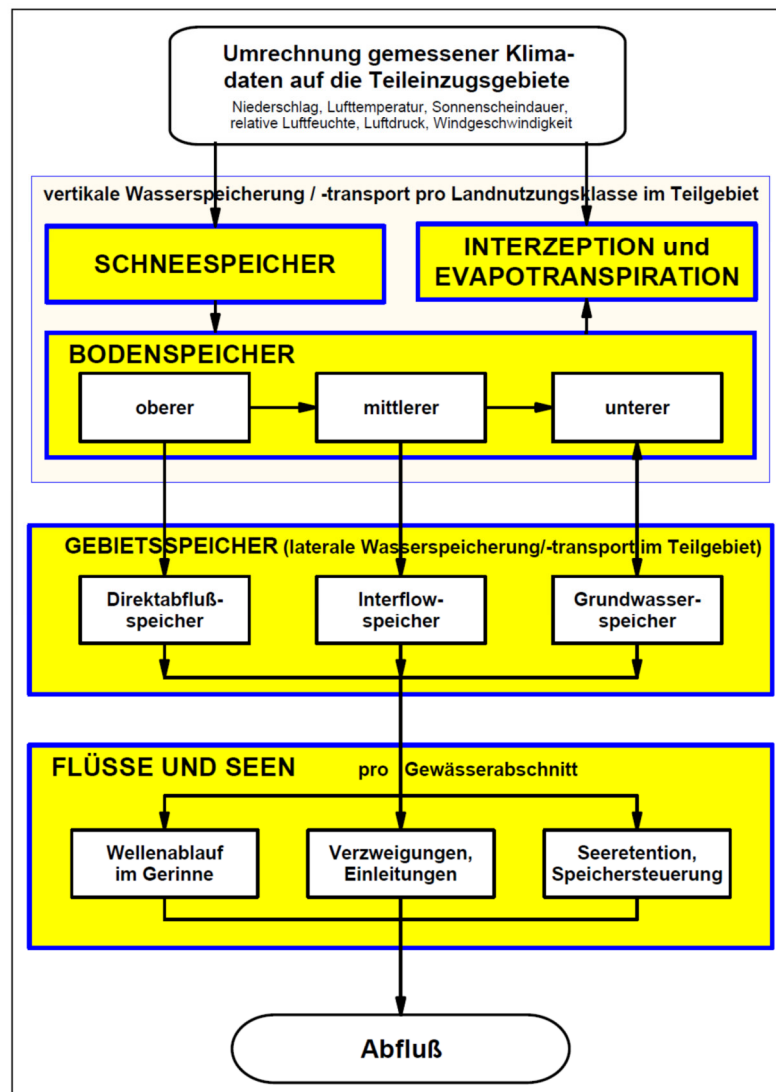 Umrechnung gemessener Klima-
daten auf die Teileinzugsgebiete
Niederschlag, Lufttemperatur, Sonnenscheindauer,
relative Luftfeuchte, Luftdruck, Windgeschwindigkeit
vertikale Wasserspeicherung / -transport pro Landnutzungsklasse im Teilgebiet
SCHNEESPEICHER
INTERZEPTION und
EVAPOTRANSPIRATION
BODENSPEICHER
oberer
mittlerer
unterer
GEBIETSSPEICHER (laterale Wasserspeicherung/-transport im Teilgebiet)
Direktabfluß-
speicher
Interflow-
speicher
Grundwasser-
speicher
FLÜSSE UND SEEN pro Gewässerabschnitt
Wellenablauf
im Gerinne
Verzweigungen,
Einleitungen
Seeretention,
Speichersteuerung
Abfluß